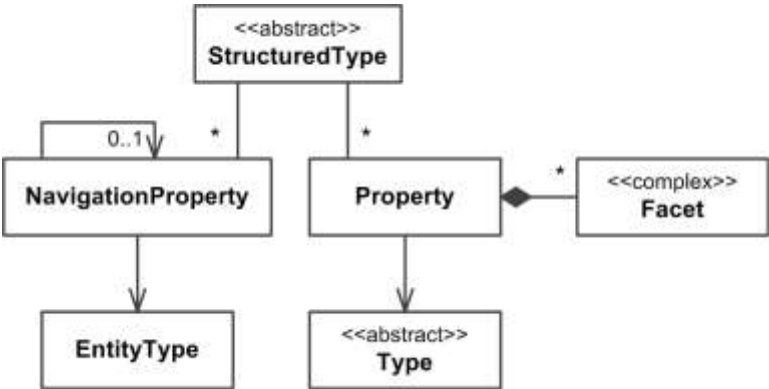 <<abstract>>
StructuredType
0..1
*
*
NavigationProperty
Property
*
<<complex>>
Facet
EntityType
<<abstract>>
Type